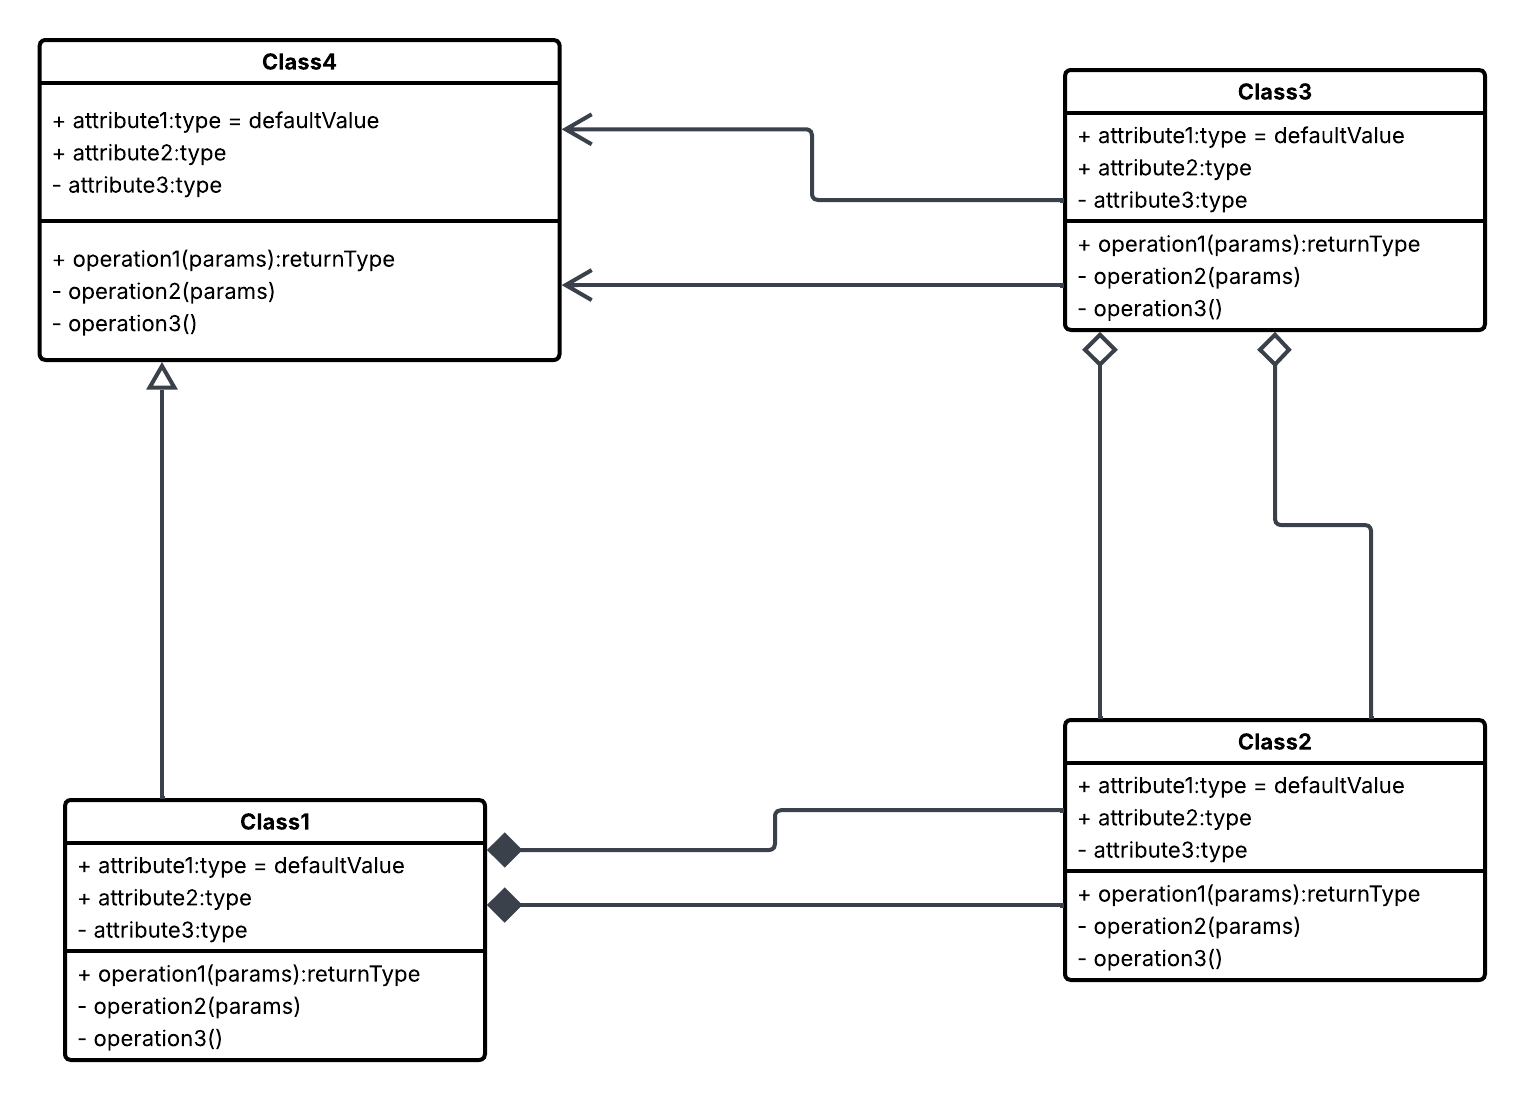 Class4
+ attribute1:type = defaultValue
+ attribute2:type
- attribute3:type
+ operation1(params):returnType
- operation2(params)
- operation3()
Class3
+ attribute1:type = defaultValue
+ attribute2:type
- attribute3:type
+ operation1(params):returnType
- operation2(params)
- operation3()
Class1
+ attribute1:type = defaultValue
+ attribute2:type
- attribute3:type
+ operation1(params):returnType
- operation2(params)
- operation3()
Class2
+ attribute1:type = defaultValue
+ attribute2:type
- attribute3:type
+ operation1(params):returnType
- operation2(params)
- operation3()